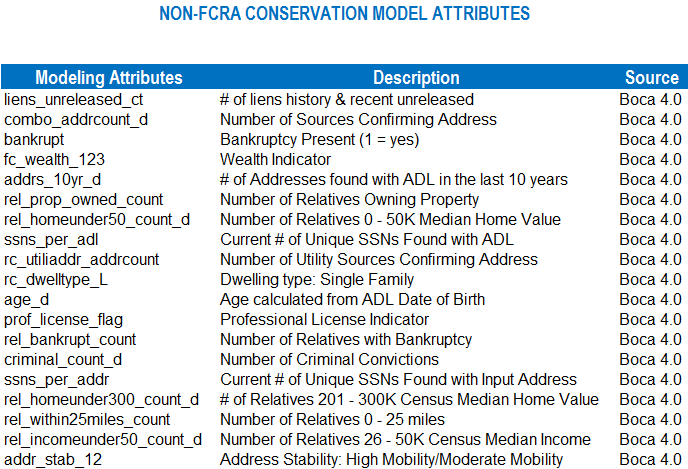 NON-FCRA CONSERVATION MODEL ATTRIBUTES
Modeling Attributes Description Source
liens_unreleased_ct # of liens history & recent unreleased Boca 4.0
combo_addrcount_d Number of Sources Confirming Address Boca 4.0
bankrupt Bankruptcy Present (1 = yes) Boca 4.0
fc_wealth_123 Wealth Indicator Boca 4.0
addrs_10yr_d # of Addresses found with ADL in the last 10 years Boca 4.0
rel_prop_owned_count Number of Relatives Owning Property Boca 4.0
rel_homeunder50_count_d Number of Relatives 0 - 50K Median Home Value Boca 4.0
ssns_per_adl Current # of Unique SSNs Found with ADL Boca 4.0
rc_utiliaddr_addrcount Number of Utility Sources Confirming Address Boca 4.0
rc_dwelltype_L Dwelling type: Single Family Boca 4.0
age_d Age calculated from ADL Date of Birth Boca 4.0
prof_license_flag Professional License Indicator Boca 4.0
rel_bankrupt_count Number of Relatives with Bankruptcy Boca 4.0
criminal_count_d Number of Criminal Convictions Boca 4.0
ssns_per_addr Current # of Unique SSNs Found with Input Address Boca 4.0
rel_homeunder300_count_d # of Relatives 201 - 300K Census Median Home Value Boca 4.0
rel_within25miles_count Number of Relatives 0 - 25 miles Boca 4.0
rel_incomeunder50_count_d Number of Relatives 26 - 50K Census Median Income Boca 4.0
addr_stab_12 Address Stability: High Mobility/Moderate Mobility Boca 4.0